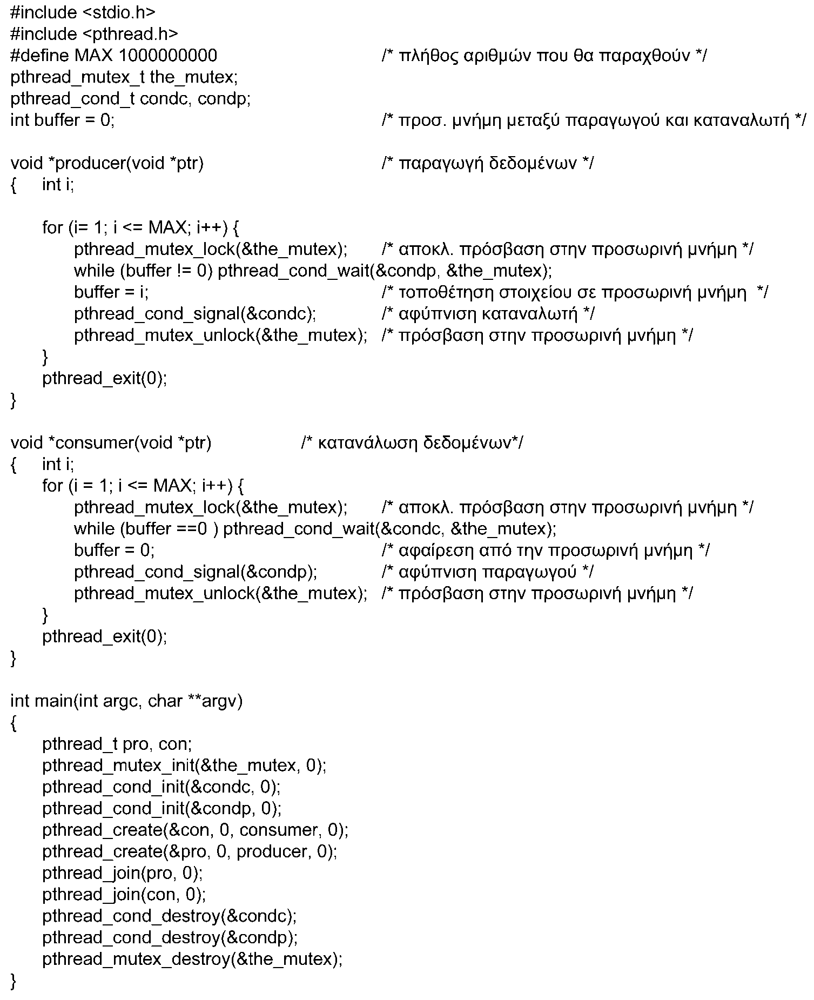 #include <stdio.h>
#include <pthread.h>
#define MAX 1000000000 /* πλήθος αριθμών που θα παραχθούν */
pthread_mutex_t the_mutex;
pthread_cond_t condc, condp;
int buffer = 0; /* προσ. μνήμη μεταξύ παραγωγού και καταναλωτή */
void *producer(void *ptr) /* παραγωγή δεδομένων */
{ int i;
for (i= 1; i <= MAX; i++) {
pthread_mutex_lock(&the_mutex); /* αποκλ. πρόσβαση στην προσωρινή μνήμη */
while (buffer != 0) pthread_cond_wait(&condp, &the_mutex);
buffer = i; /* τοποθέτηση στοιχείου σε προσωρινή μνήμη */
pthread_cond_signal(&condc); /* αφύπνιση καταναλωτή */
pthread_mutex_unlock(&the_mutex); /* πρόσβαση στην προσωρινή μνήμη */
}
pthread_exit(0);
}
void *consumer(void *ptr) /* κατανάλωση δεδομένων*/
{ int i;
for (i = 1; i <= MAX; i++) {
pthread_mutex_lock(&the_mutex); /* αποκλ. πρόσβαση στην προσωρινή μνήμη */
while (buffer ==0 ) pthread_cond_wait(&condc, &the_mutex);
buffer = 0; /* αφαίρεση από την προσωρινή μνήμη */
pthread_cond_signal(&condp); /* αφύπνιση παραγωγού */
pthread_mutex_unlock(&the_mutex); /* πρόσβαση στην προσωρινή μνήμη */
}
pthread_exit(0);
}
int main(int argc, char **argv)
{
pthread_t pro, con;
pthread_mutex_init(&the_mutex, 0);
pthread_cond_init(&condc, 0);
pthread_cond_init(&condp, 0);
pthread_create(&con, 0, consumer, 0);
pthread_create(&pro, 0, producer, 0);
pthread_join(pro, 0);
pthread_join(con, 0);
pthread_cond_destroy(&condc);
pthread_cond_destroy(&condp);
pthread_mutex_destroy(&the_mutex);
}